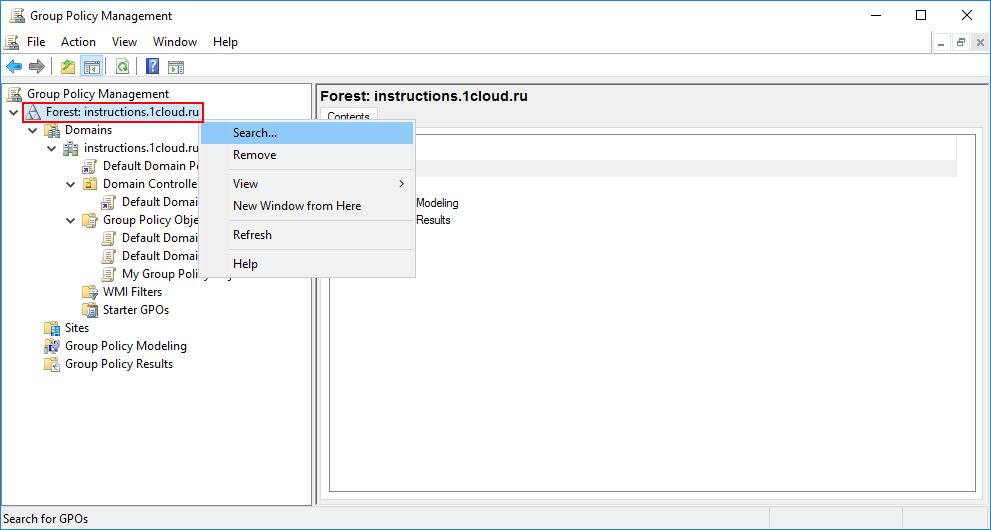 Group Policy Management
File Action View Window Help
Group Policy Management
Forest: instructions.1cloud.ru
Domains
instructions.1cloud.ru
Default Domain Po
Domain Controlle
Default Domai
Group Policy Obje
Default Domai
Default Domai
My Group Poli
WMI Filters
Starter GPOs
Sites
Group Policy Modeling
Group Policy Results
Search...
Remove
View
New Window from Here
Refresh
Help
Forest: instructions.1cloud.ru
Contents
Modeling
Results
Search for GPOs